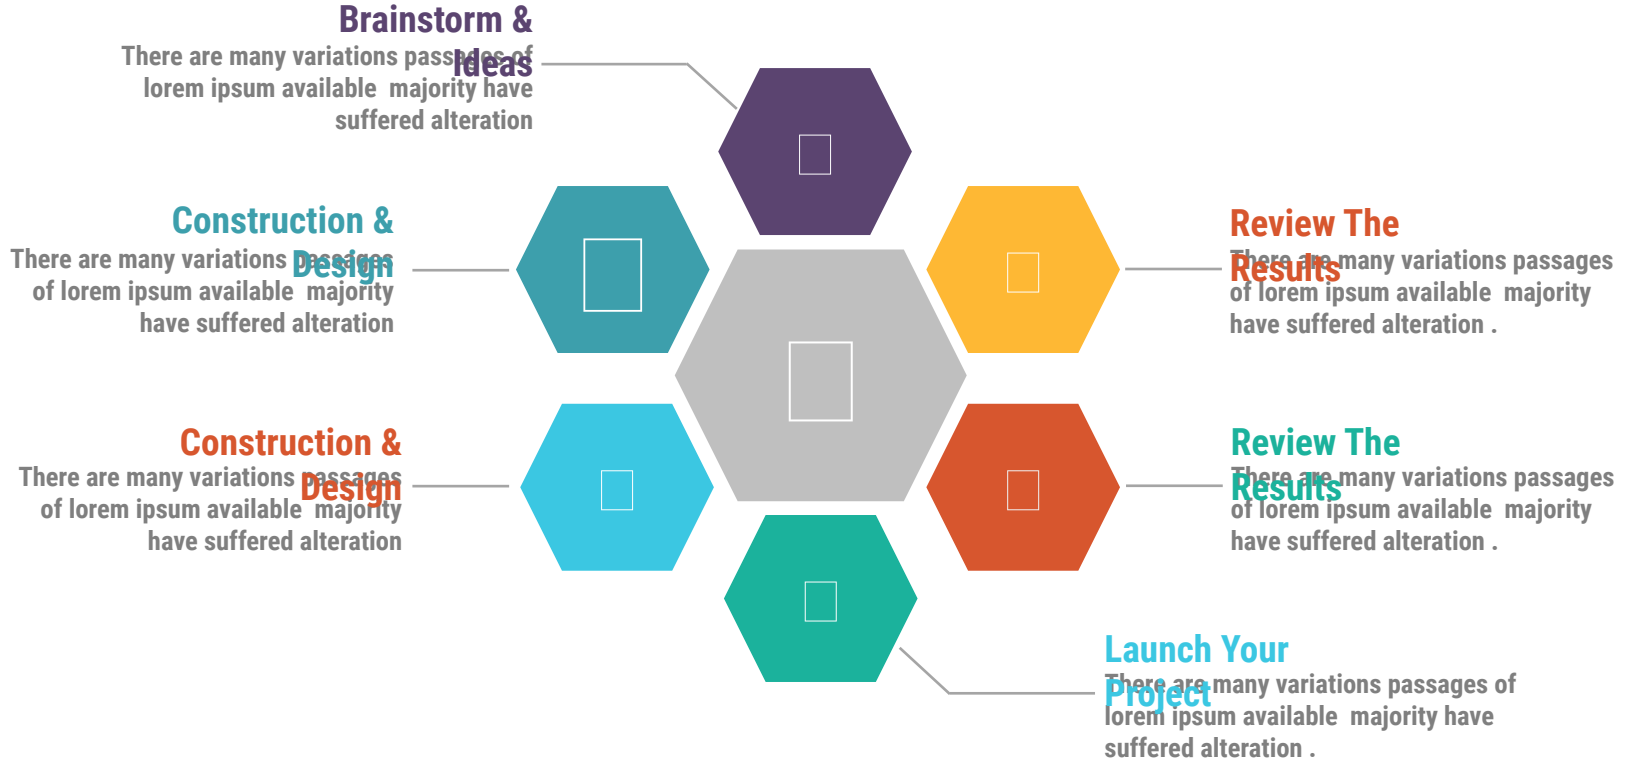 Brainstorm &
Ideas
There are many variations passages of
lorem ipsum available majority have
suffered alteration
Construction &
Design
There are many variations passages
of lorem ipsum available majority
have suffered alteration
Review The
Results
There are many variations passages
of lorem ipsum available majority
have suffered alteration .
Construction &
Design
There are many variations passages
of lorem ipsum available majority
have suffered alteration
Review The
Results
There are many variations passages
of lorem ipsum available majority
have suffered alteration .
Launch Your
Project
There are many variations passages of
lorem ipsum available majority have
suffered alteration .